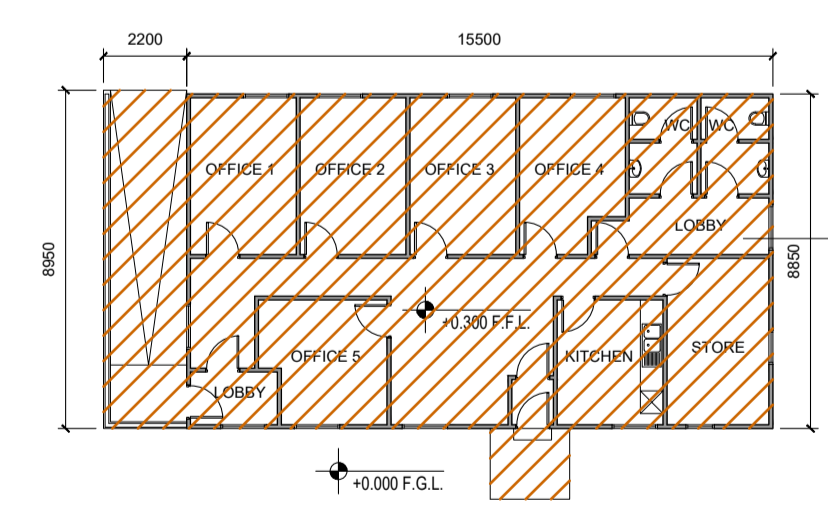 2200
15500
WC
WC
OFFICE 1
OFFICE 2
OFFICE 3
OFFICE 4
LOBBY
8950
8850
+0.300 F.F.L.
OFFICE 5
KITCHEN
STORE
LOBBY
+0.000 F.G.L.